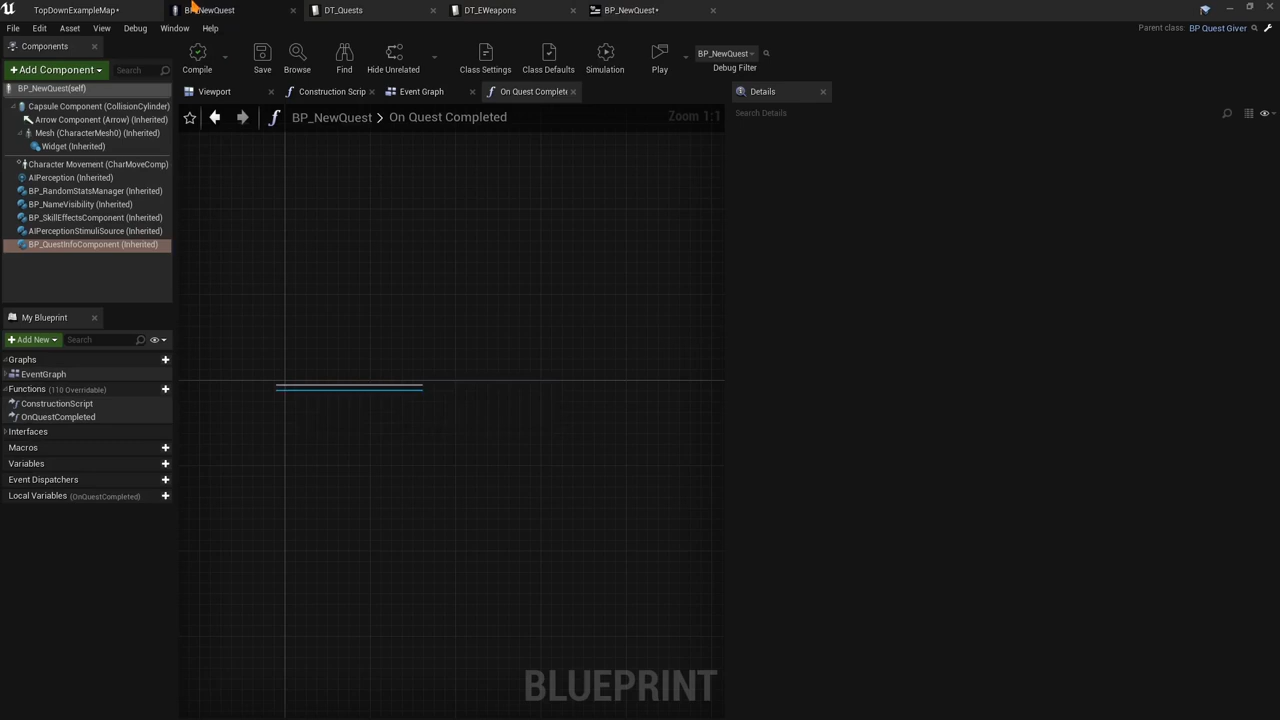 TopDownExampleMap*
BP_NewQuest
DT_Quests
DT_EWeapons
BP_NewQuest*
File
Edit
Asset
View
Debug
Window
Help
Parent class: BP Quest Giver
Components
Add Component
Search
BP_NewQuest(self)
Capsule Component (CollisionCylinder)
Arrow Component (Arrow) (Inherited)
Mesh (CharacterMesh0) (Inherited)
Widget (Inherited)
Character Movement (CharMoveComp)
AIPerception (Inherited)
BP_RandomStatsManager (Inherited)
BP_NameVisibility (Inherited)
BP_SkillEffectsComponent (Inherited)
AIPerceptionStimuliSource (Inherited)
BP_QuestInfoComponent (Inherited)
My Blueprint
Add New
Search
Graphs
EventGraph
Functions (110 Overridable)
ConstructionScript
OnQuestCompleted
Interfaces
Macros
Variables
Event Dispatchers
Local Variables (OnQuestCompleted)
Compile
Save
Browse
Find
Hide Unrelated
Class Settings
Class Defaults
Simulation
Play
BP_NewQuest
Debug Filter
Viewport
Construction Scrip
Event Graph
On Quest Complete
BP_NewQuest > On Quest Completed
Zoom 1:1
BLUEPRINT
Details
Search Details